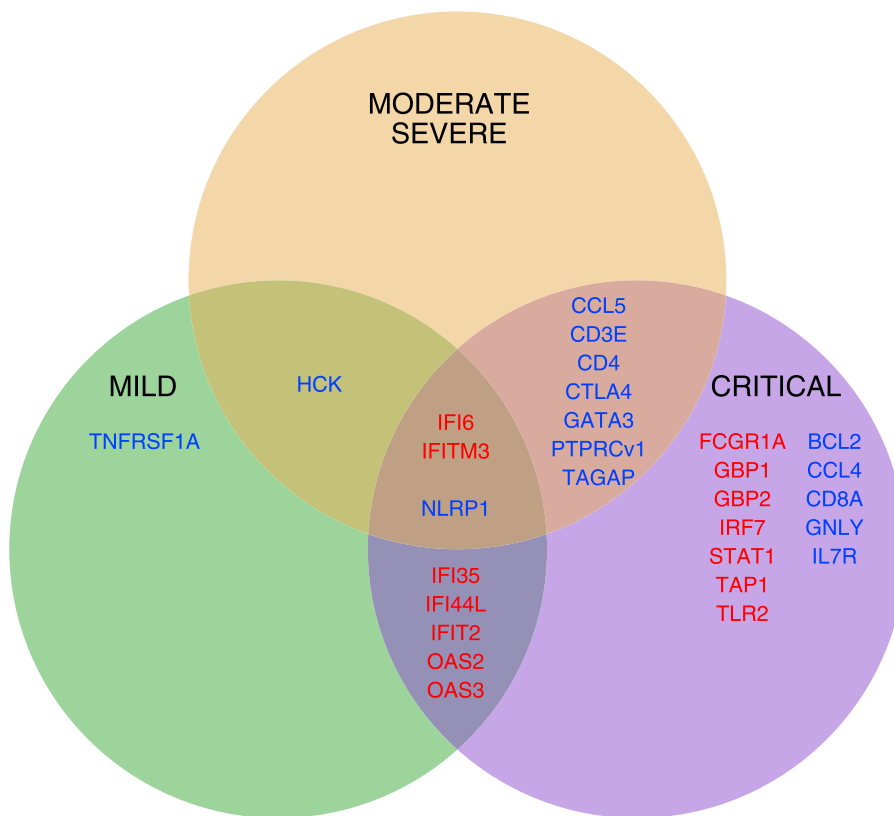 MODERATE
SEVERE
MILD
TNFRSF1A
HCK
IFI6
IFITM3
NLRP1
CCL5
CD3E
CD4
CTLA4
GATA3
PTPRCv1
TAGAP
CRITICAL
FCGR1A BCL2
GBP1 CCL4
GBP2 CD8A
IRF7 GNLY
STAT1 IL7R
TAP1
TLR2
IFI35
IFI44L
IFIT2
OAS2
OAS3